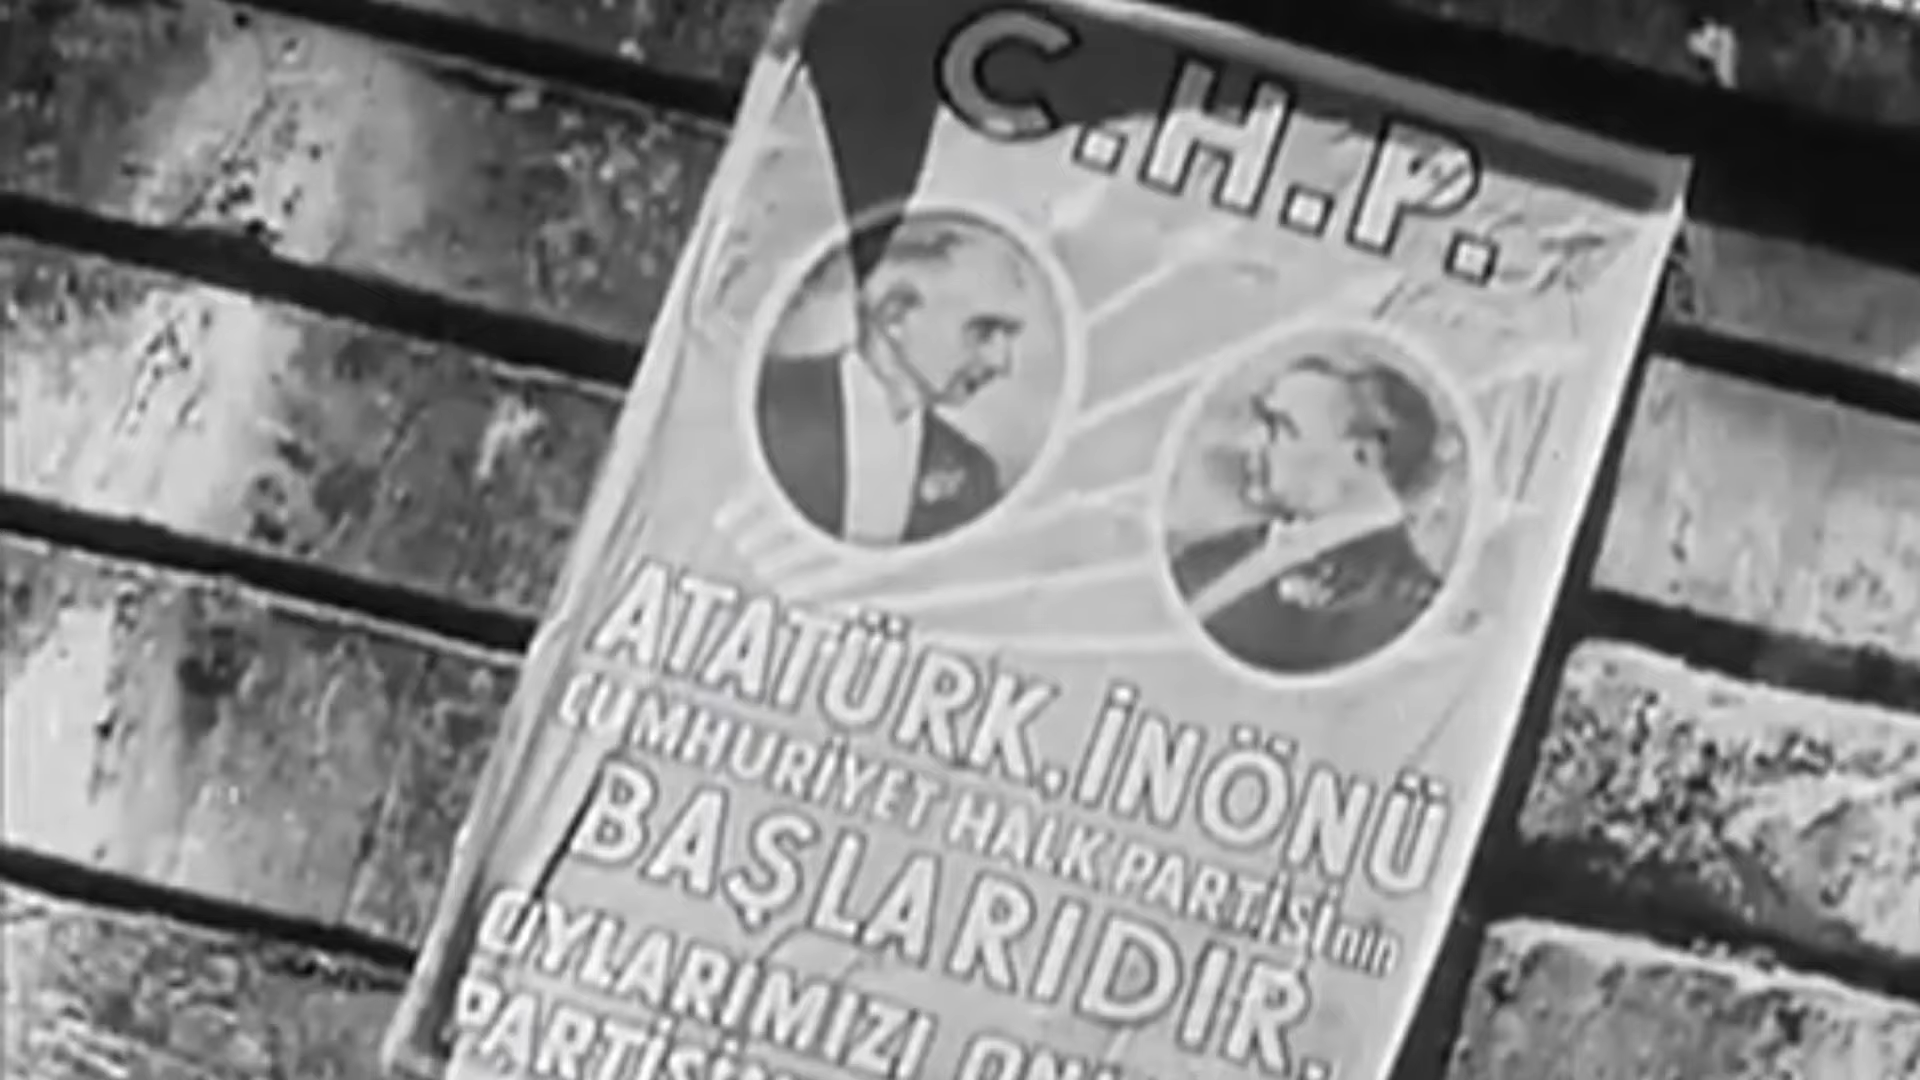 C.H.P.
ATATÜRK, İNÖNÜ
CUMHURİYET HALK PARTİSİnin
BAŞLARIDIR.
OYLARIMIZI